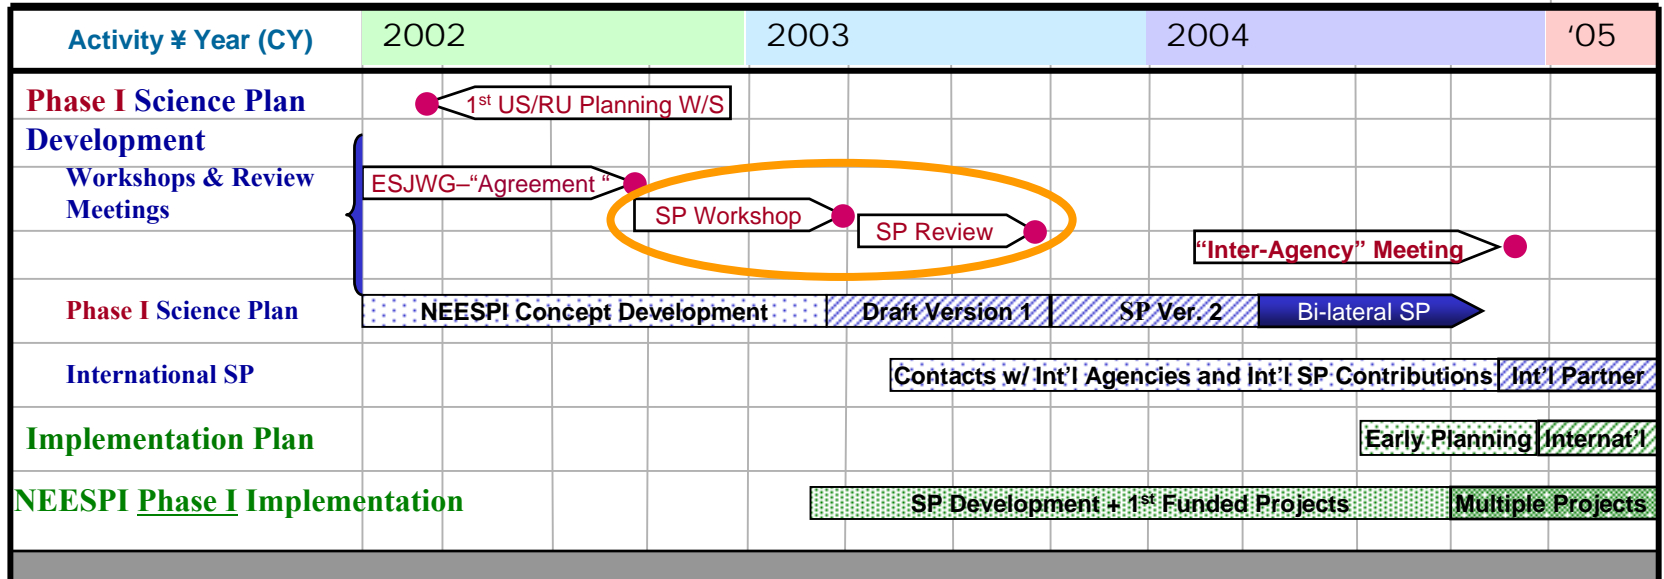 Activity ¥ Year (CY) 2002 2003 2004 ‘05
Phase I Science Plan
Development
1st US/RU Planning W/S
Workshops & Review
Meetings
ESJWG–“Agreement “
SP Workshop
SP Review
“Inter-Agency” Meeting
Phase I Science Plan
NEESPI Concept Development Draft Version 1 SP Ver. 2 Bi-lateral SP
International SP
Contacts w/ Int’l Agencies and Int’l SP Contributions Int’l Partner
Implementation Plan
Early Planning Internat’l
NEESPI Phase I Implementation
SP Development + 1st Funded Projects Multiple Projects